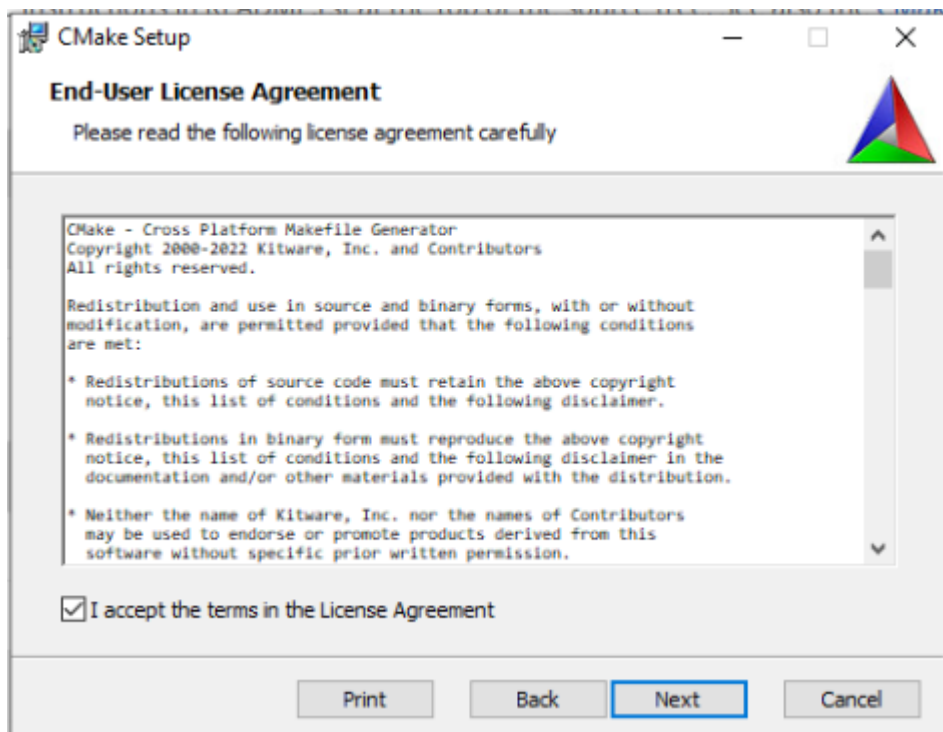 CMake Setup
End-User License Agreement
Please read the following license agreement carefully
CMake - Cross Platform Makefile Generator
Copyright 2000-2022 Kitware, Inc. and Contributors
All rights reserved.
Redistribution and use in source and binary forms, with or without
modification, are permitted provided that the following conditions
are met:
* Redistributions of source code must retain the above copyright
notice, this list of conditions and the following disclaimer.
* Redistributions in binary form must reproduce the above copyright
notice, this list of conditions and the following disclaimer in the
documentation and/or other materials provided with the distribution.
* Neither the name of Kitware, Inc. nor the names of Contributors
may be used to endorse or promote products derived from this
software without specific prior written permission.
I accept the terms in the License Agreement
Print Back Next Cancel